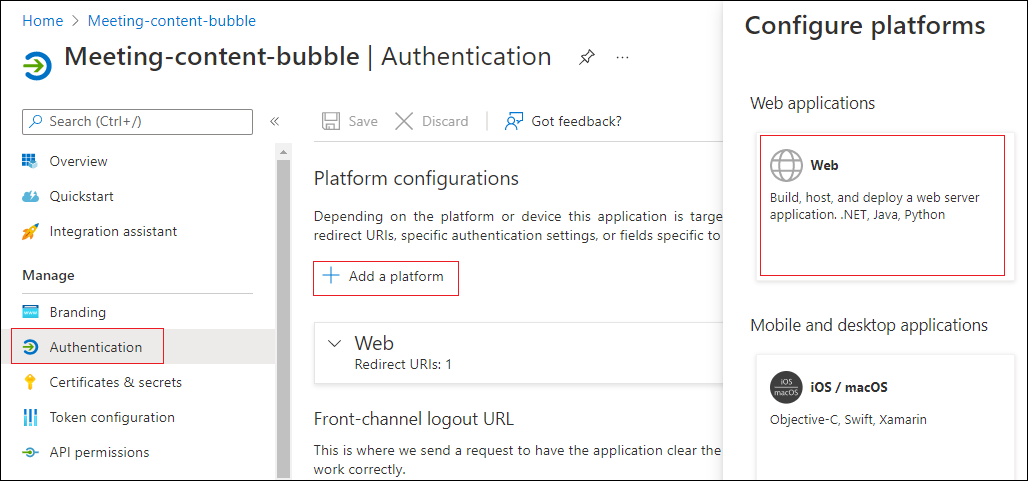 Home > Meeting-content-bubble
Meeting-content-bubble | Authentication
Search (Ctrl+/)
Overview
Quickstart
Integration assistant
Manage
Branding
Authentication
Certificates & secrets
Token configuration
API permissions
Save Discard Got feedback?
Platform configurations
Depending on the platform or device this application is targe
redirect URIs, specific authentication settings, or fields specific to
Add a platform
Web
Redirect URIs: 1
Front-channel logout URL
This is where we send a request to have the application clear the
work correctly.
Configure platforms
Web applications
Web
Build, host, and deploy a web server
application. .NET, Java, Python
Mobile and desktop applications
iOS
macOS
iOS / macOS
Objective-C, Swift, Xamarin